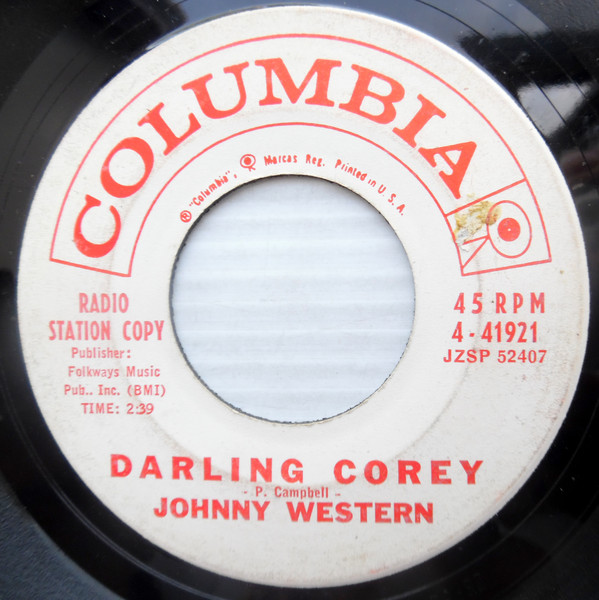 COLUMBIA
® "Columbia", Marcas Reg. Printed in U.S.A.
RADIO
STATION COPY
Publisher:
Folkways Music
Pub.. Inc. (BMI)
TIME: 2:39
45 RPM
4-41921
JZSP 52407
DARLING COREY
- P. Campbell -
JOHNNY WESTERN